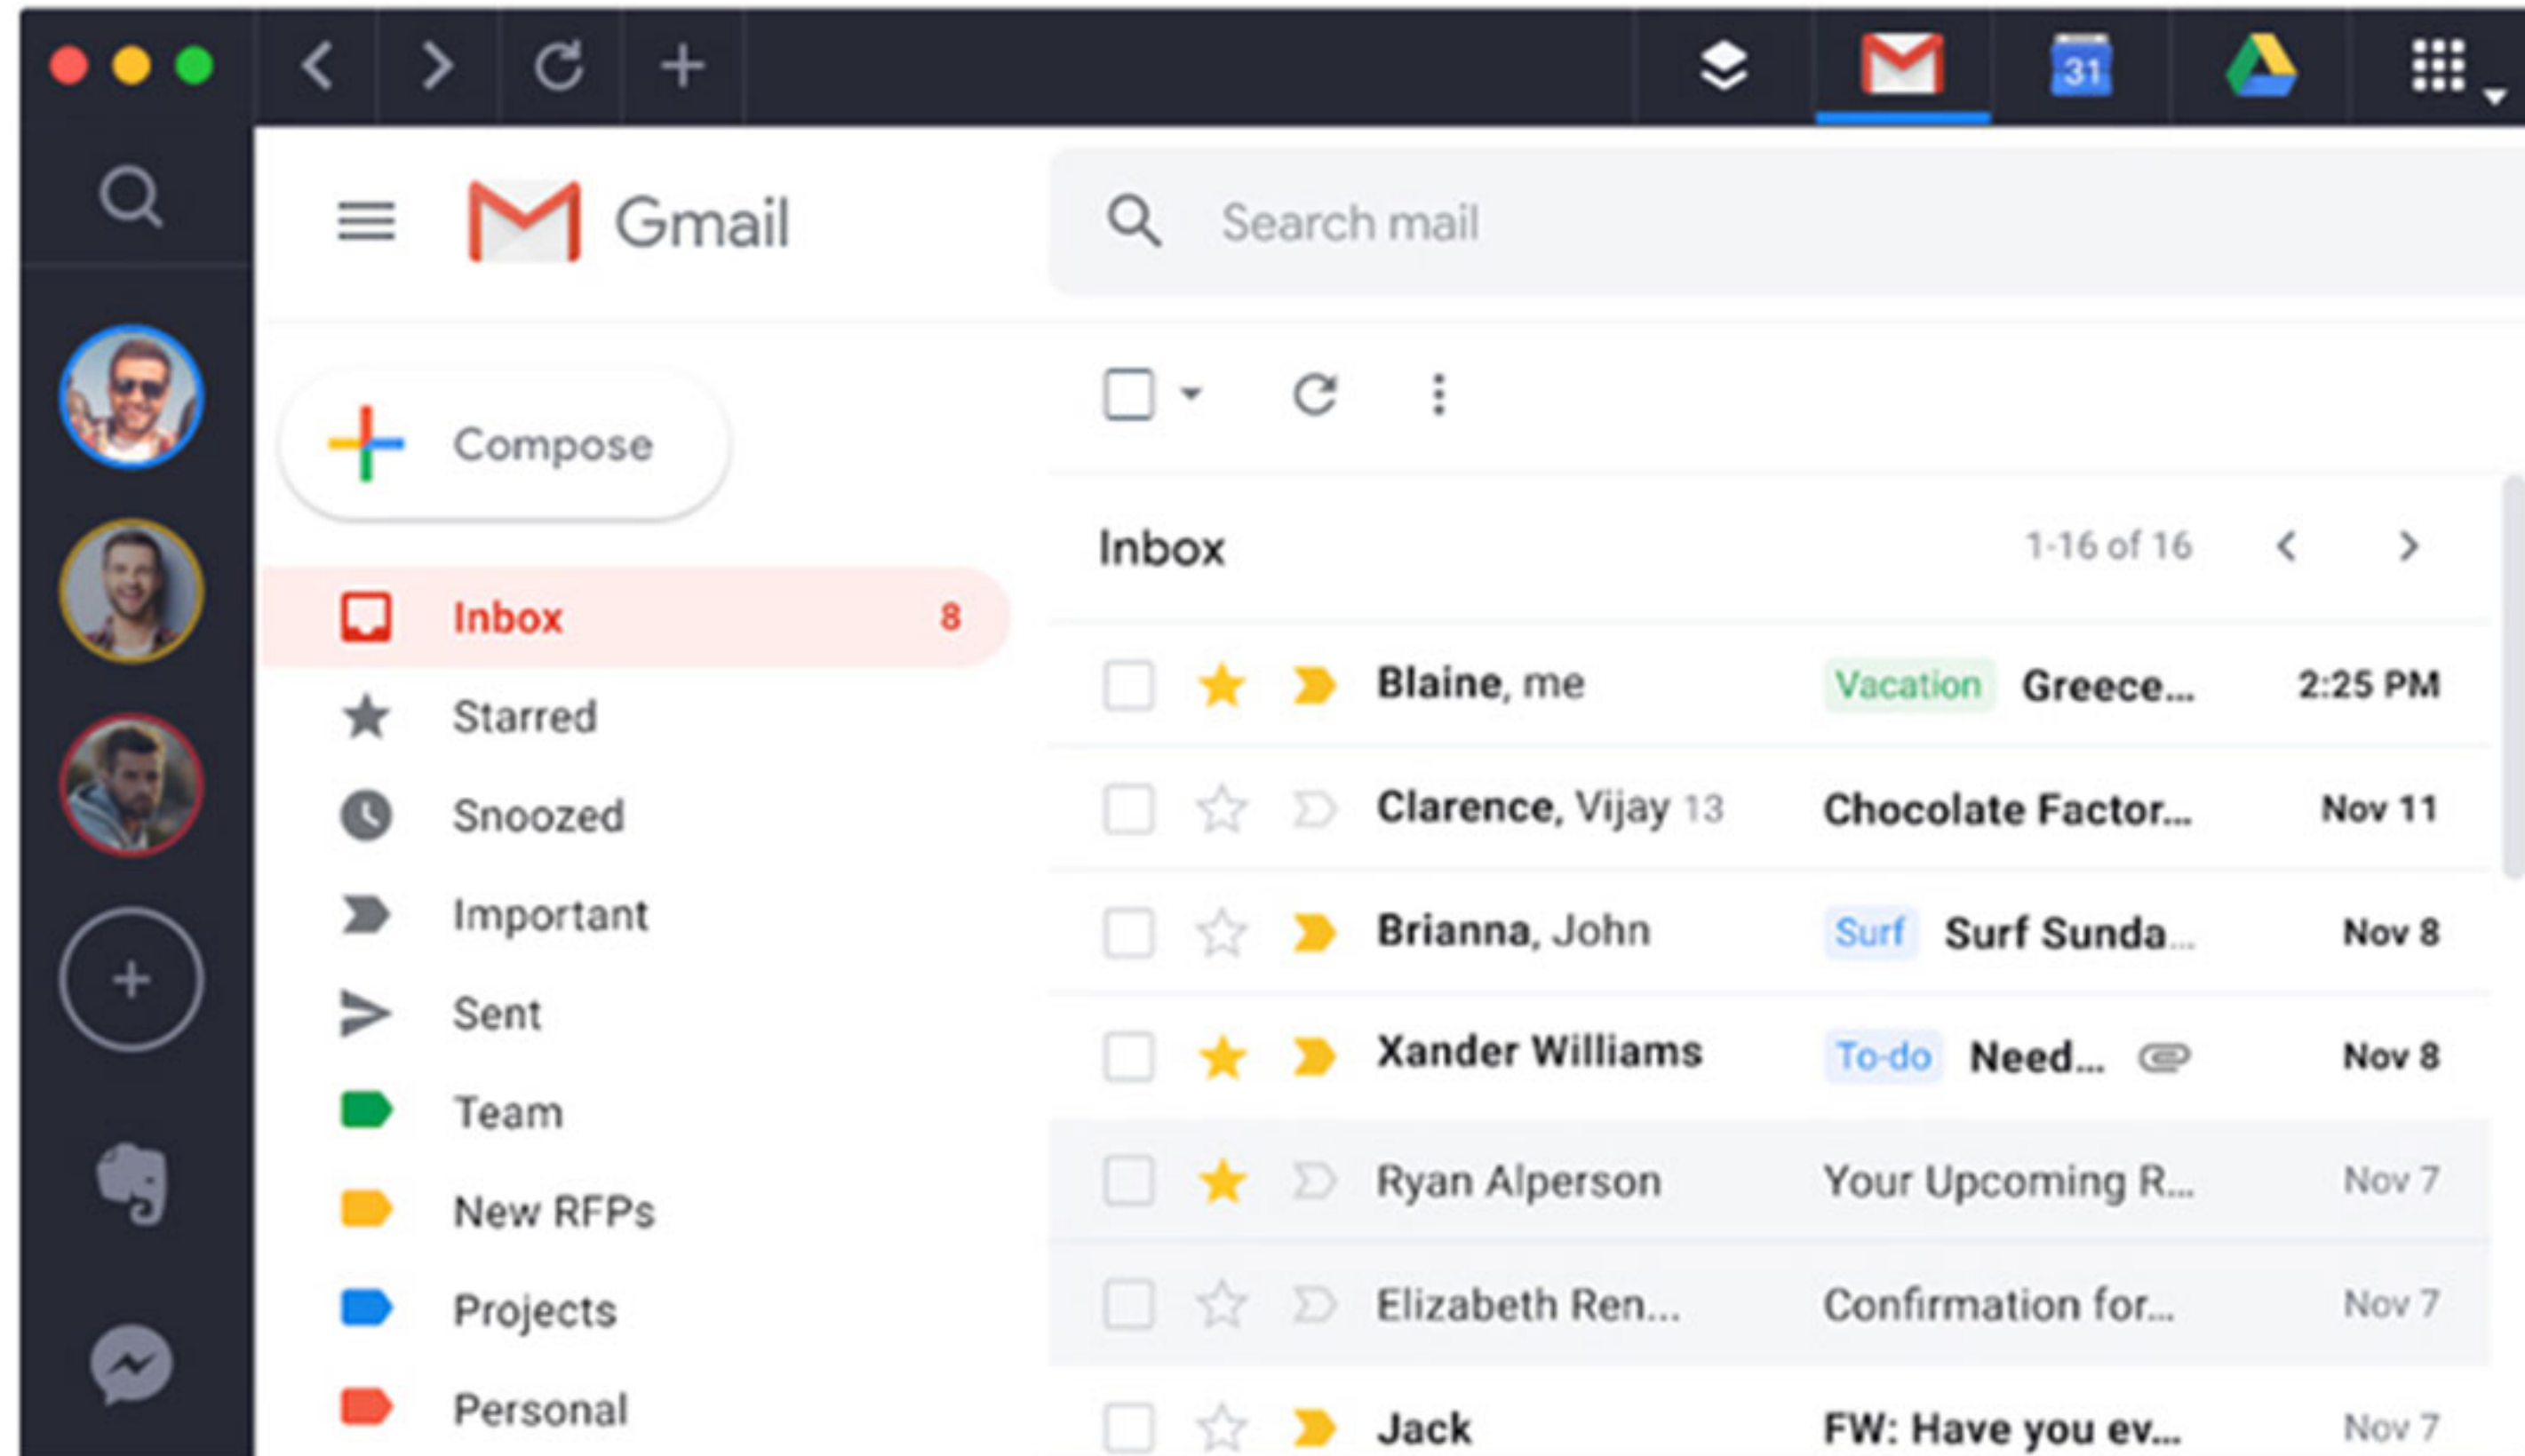 31
Gmail
Search mail
Compose
Inbox
1-16 of 16
Inbox 8
Starred
Snoozed
Important
Sent
Team
New RFPs
Projects
Personal
Blaine, me Vacation Greece... 2:25 PM
Clarence, Vijay 13 Chocolate Factor... Nov 11
Brianna, John Surf Surf Sunda... Nov 8
Xander Williams To-do Need... Nov 8
Ryan Alperson Your Upcoming R... Nov 7
Elizabeth Ren... Confirmation for... Nov 7
Jack FW: Have you ev... Nov 7